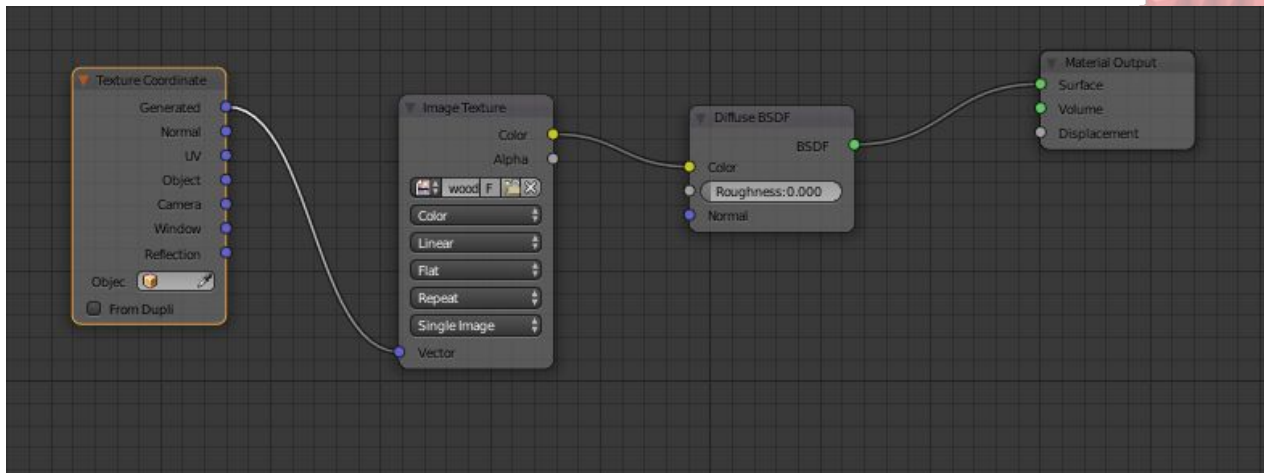 Texture Coordinate
Generated
Normal
UV
Object
Camera
Window
Reflection
Objec
From Dupli
Image Texture
Color
Alpha
wood F
Color
Linear
Flat
Repeat
Single Image
Vector
Diffuse BSDF
BSDF
Color
Roughness:0.000
Normal
Material Output
Surface
Volume
Displacement